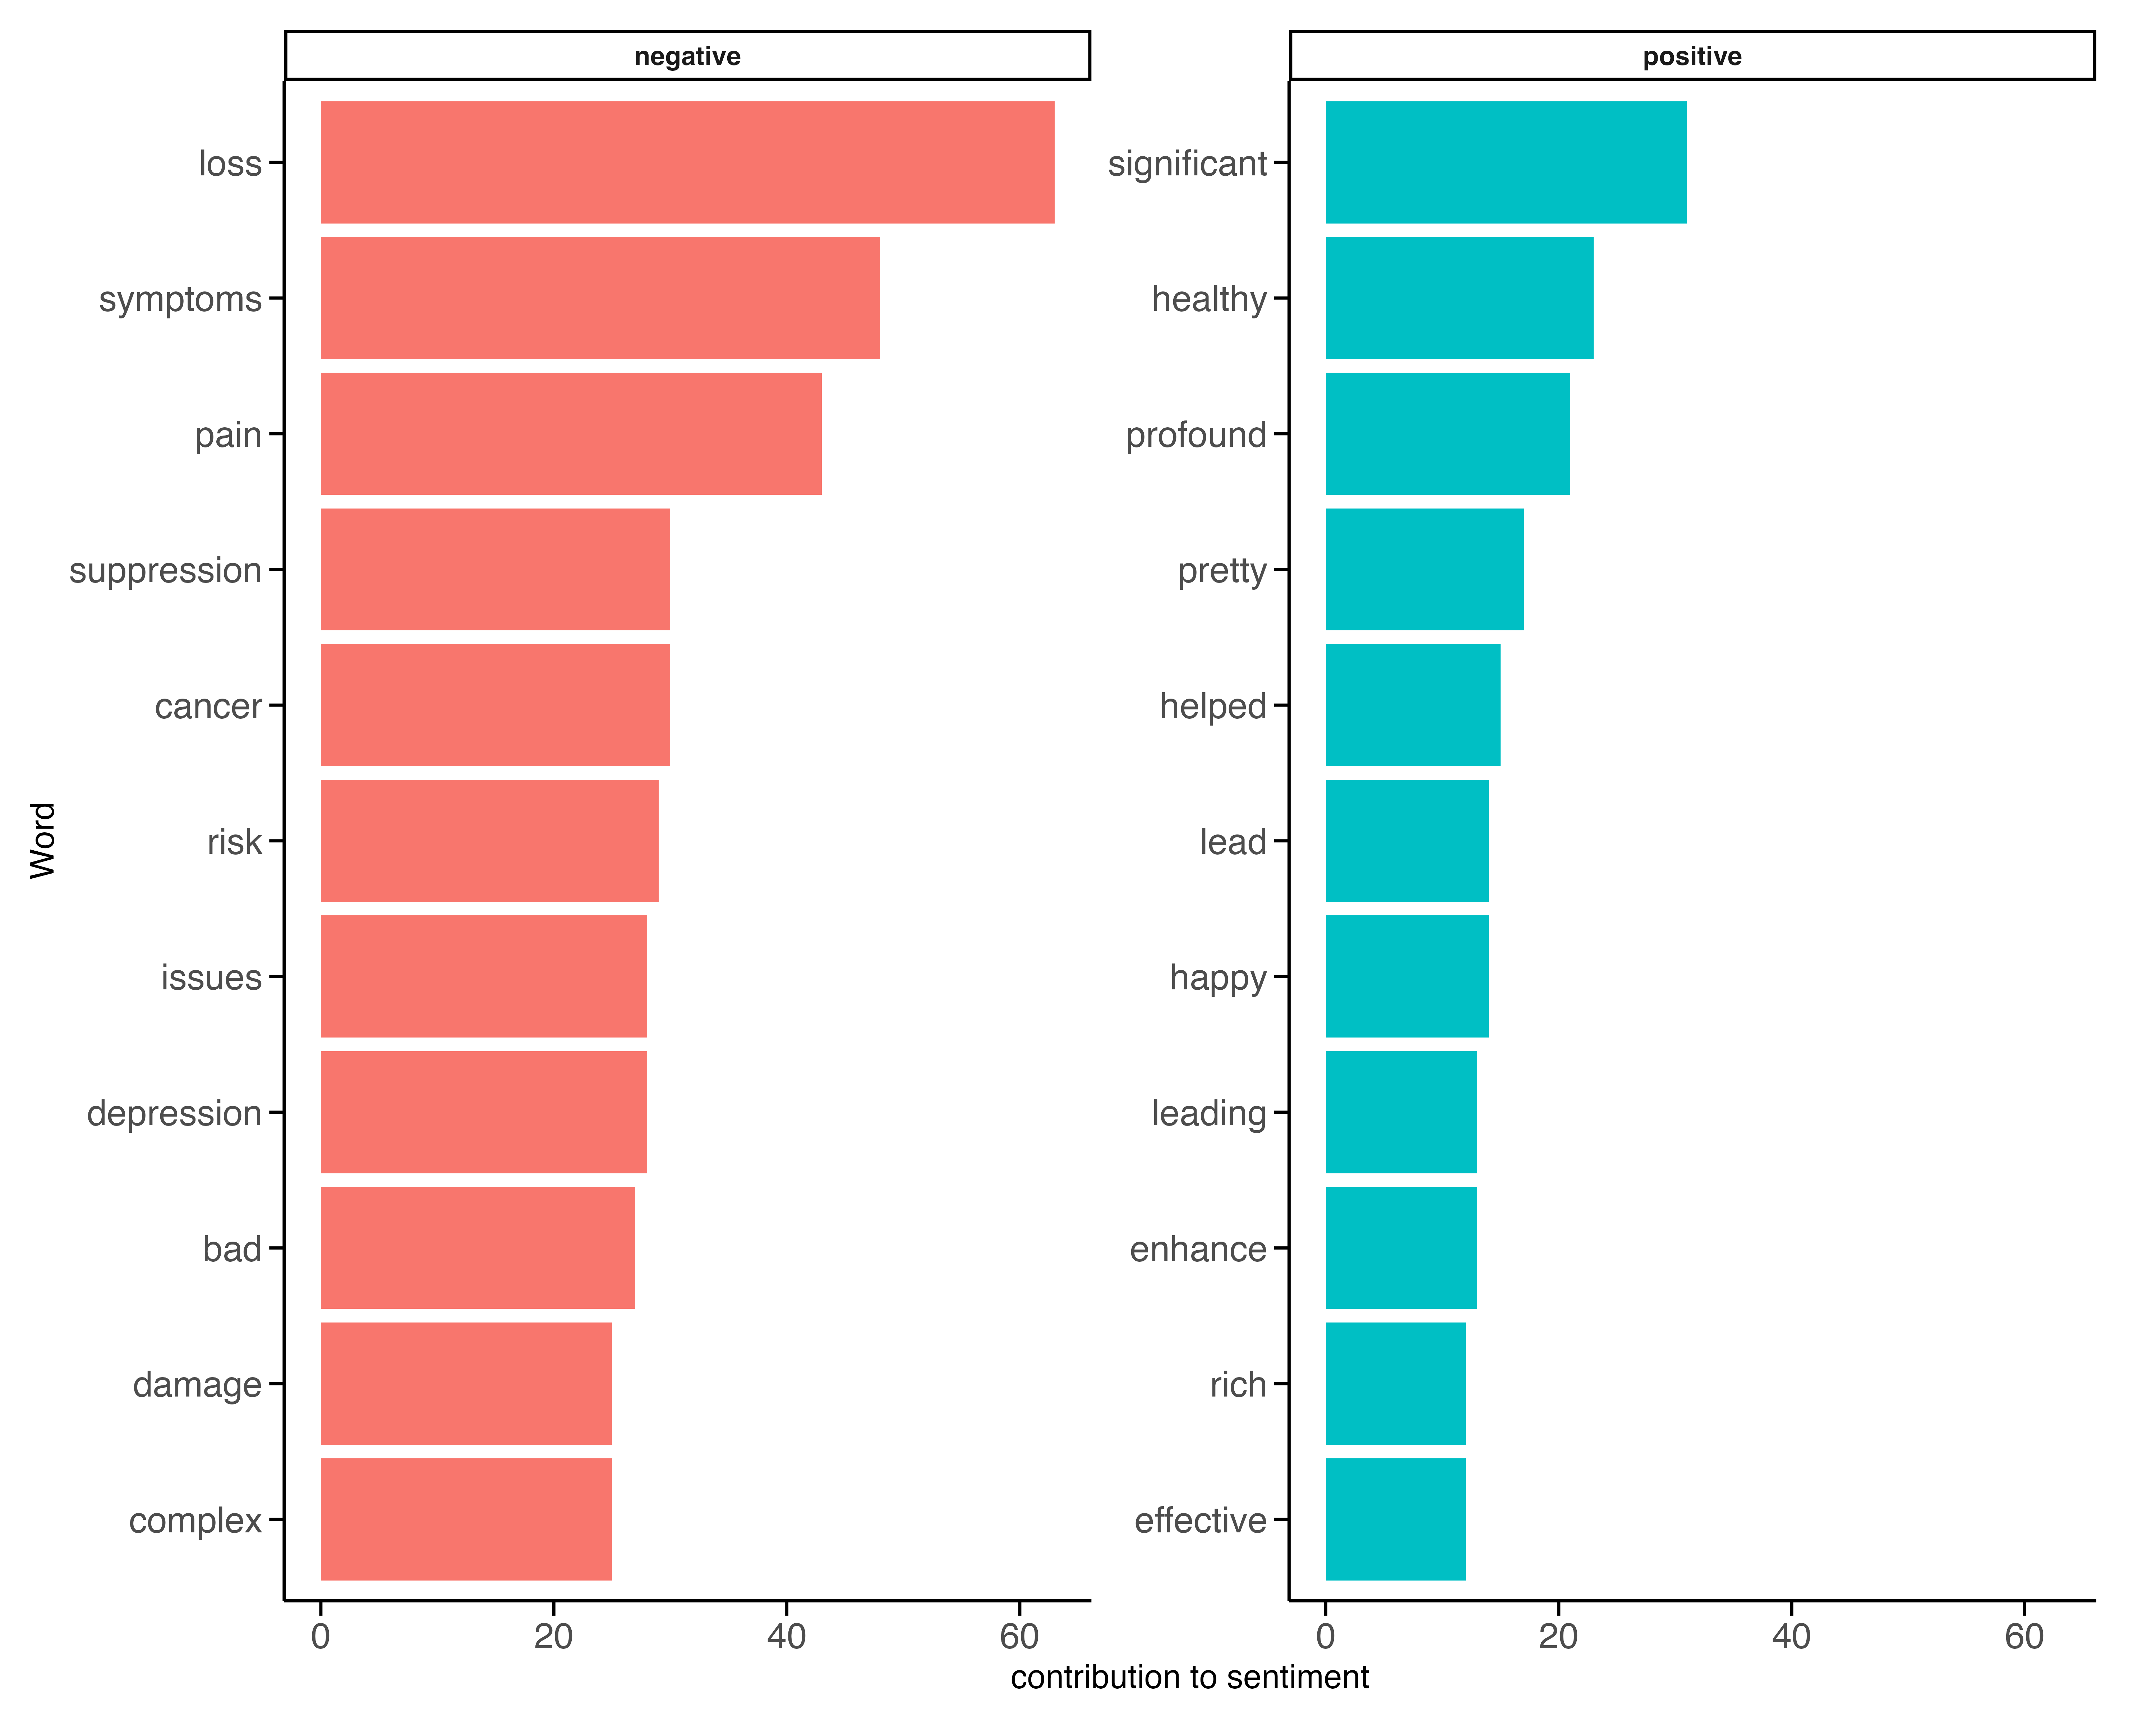 negative
loss
symptoms
pain
suppression
cancer
risk
issues
depression
bad
damage
complex
0 20 40 60
positive
significant
healthy
profound
pretty
helped
lead
happy
leading
enhance
rich
effective
0 20 40 60
Word
contribution to sentiment